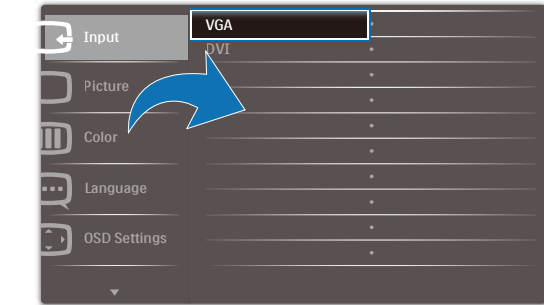 Input
VGA
DVI
Picture
Color
Language
OSD Settings